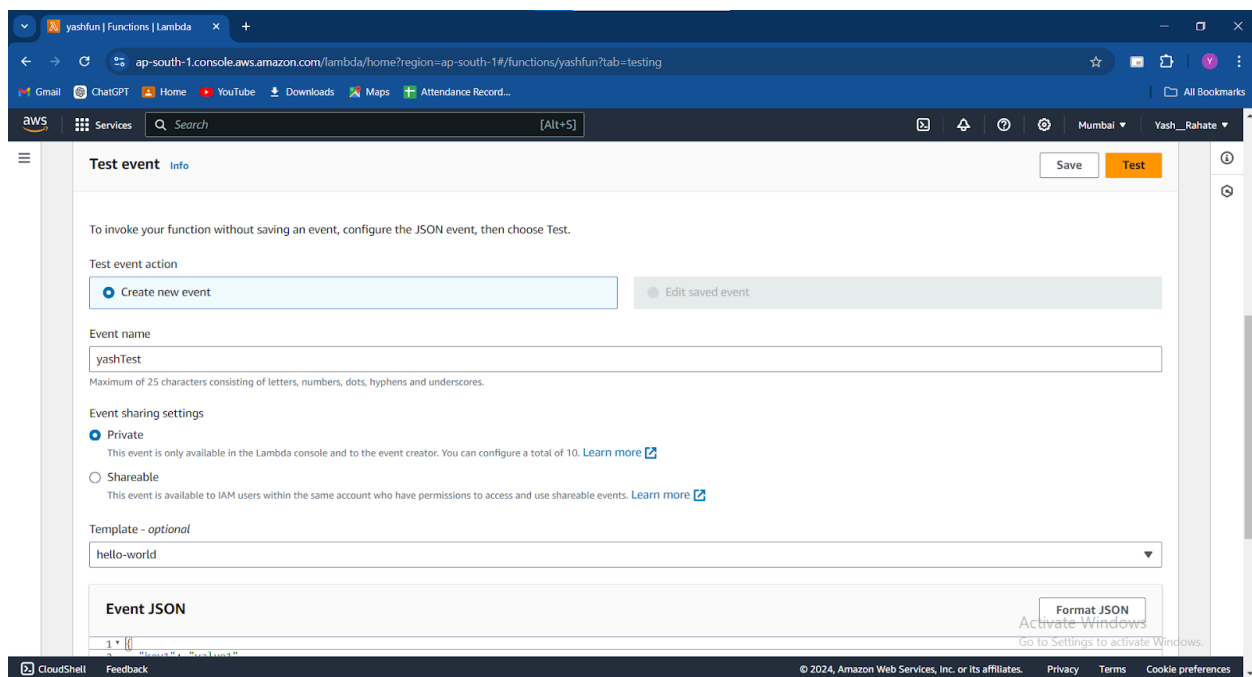 yashfun | Functions | Lambda
ap-south-1.console.aws.amazon.com/lambda/home?region=ap-south-1#/functions/yashfun?tab=testing
Gmail ChatGPT Home YouTube Downloads Maps Attendance Record... All Bookmarks
aws Services Search [Alt+S] Mumbai Yash__Rahate
Test event Info Save Test
To invoke your function without saving an event, configure the JSON event, then choose Test.
Test event action
Create new event Edit saved event
Event name
yashTest
Maximum of 25 characters consisting of letters, numbers, dots, hyphens and underscores.
Event sharing settings
Private
This event is only available in the Lambda console and to the event creator. You can configure a total of 10. Learn more
Shareable
This event is available to IAM users within the same account who have permissions to access and use shareable events. Learn more
Template - optional
hello-world
Event JSON Format JSON
Activate Windows
1 {
"key1": "value1"
Go to Settings to activate Windows.
CloudShell Feedback © 2024, Amazon Web Services, Inc. or its affiliates. Privacy Terms Cookie preferences